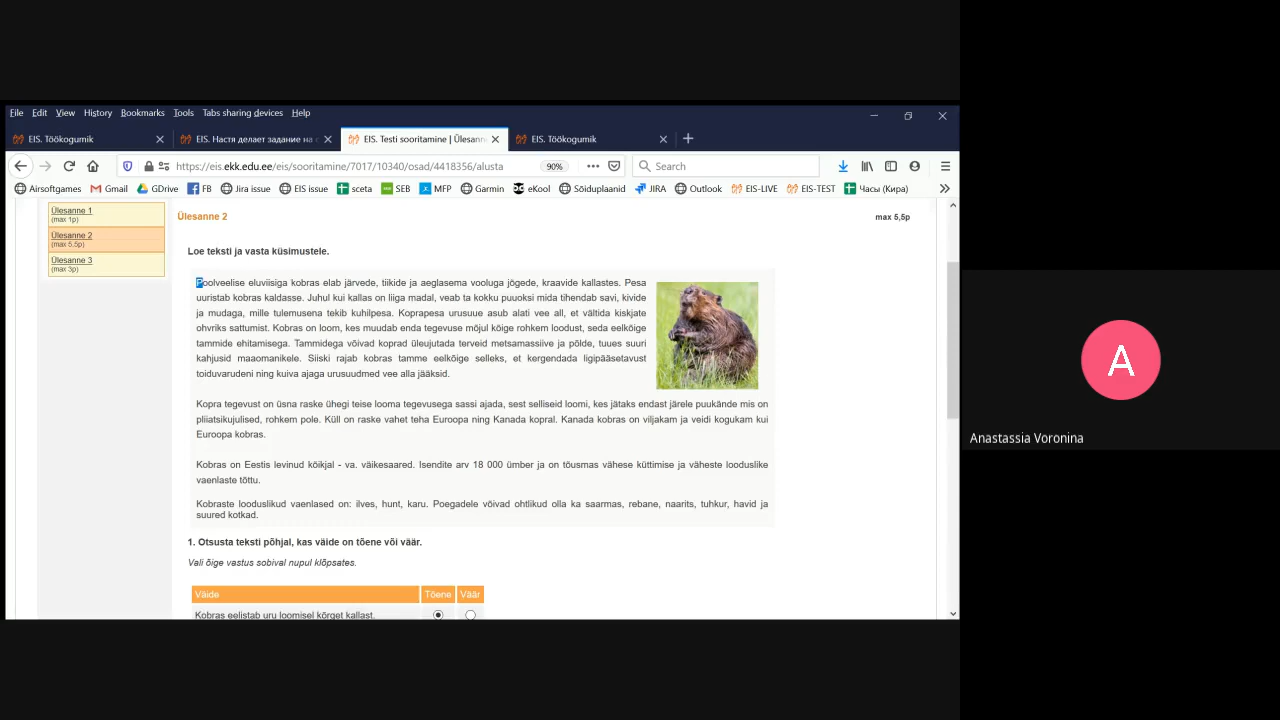 File Edit View History Bookmarks Tools Tabs sharing devices Help
EIS. Töökogumik
EIS. Настя делает задание на с
EIS. Testi sooritamine | Ülesann
EIS. Töökogumik
https://eis.ekk.edu.ee/eis/sooritamine/7017/10340/osad/4418356/alusta
90%
Search
Airsoftgames Gmail GDrive FB Jira issue EIS issue sceta SEB MFP Garmin eKool Sõiduplaanid JIRA Outlook EIS-LIVE EIS-TEST Часы (Кира)
Ülesanne 1
(max 1p)
Ülesanne 2
(max 5,5p)
Ülesanne 3
(max 3p)
Ülesanne 2
max 5,5p
Loe teksti ja vasta küsimustele.
Poolveelise eluviisiga kobras elab järvede, tiikide ja aeglasema vooluga jõgede, kraavide kallastes. Pesa
uuristab kobras kaldasse. Juhul kui kallas on liiga madal, veab ta kokku puuoksi mida tihendab savi, kivide
ja mudaga, mille tulemusena tekib kuhilpesa. Koprapesa urusuue asub alati vee all, et vältida kiskjate
ohvriks sattumist. Kobras on loom, kes muudab enda tegevuse mõjul kõige rohkem loodust, seda eelkõige
tammide ehitamisega. Tammidega võivad koprad üleujutada terveid metsamassiive ja põlde, tuues suuri
kahjusid maaomanikele. Siiski rajab kobras tamme eelkõige selleks, et kergendada ligipääsetavust
toiduvarudeni ning kuiva ajaga urusuudmed vee alla jääksid.
Kopra tegevust on üsna raske ühegi teise looma tegevusega sassi ajada, sest selliseid loomi, kes jätaks endast järele puukände mis on
pliiatsikujulised, rohkem pole. Küll on raske vahet teha Euroopa ning Kanada kopral. Kanada kobras on viljakam ja veidi kogukam kui
Euroopa kobras.
Kobras on Eestis levinud kõikjal - va. väikesaared. Isendite arv 18 000 ümber ja on tõusmas vähese küttimise ja väheste looduslike
vaenlaste tõttu.
Kobraste looduslikud vaenlased on: ilves, hunt, karu. Poegadele võivad ohtlikud olla ka saarmas, rebane, naarits, tuhkur, havid ja
suured kotkad.
1. Otsusta teksti põhjal, kas väide on tõene või väär.
Vali õige vastus sobival nupul klõpsates.
Väide Tõene Väär
Kobras eelistab uru loomisel kõrget kallast.
A
Anastassia Voronina